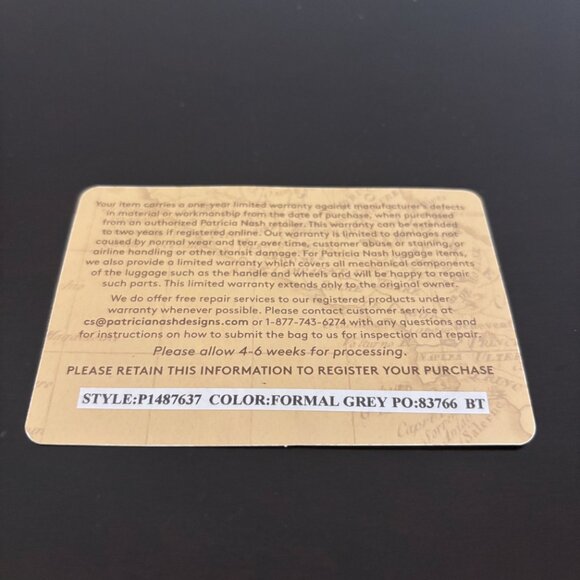 Your item carries a one-year limited warranty against manufacturer's defects
in material or workmanship from the date of purchase, when purchased
from an authorized Patricia Nash retailer. This warranty can be extended
to two years if registered online. Our warranty is limited to damages not
caused by normal wear and tear over time, customer abuse or staining, or
airline handling or other transit damage. For Patricia Nash luggage items,
we also provide a limited warranty which covers all mechanical components
of the luggage such as the handle and wheels and will be happy to repair
such parts. This limited warranty extends only to the original owner.
We do offer free repair services to our registered products under
warranty whenever possible. Please contact customer service at
cs@patricianashdesigns.com or 1-877-743-6274 with any questions and
for instructions on how to submit the bag to us for inspection and repair.
Please allow 4-6 weeks for processing.
PLEASE RETAIN THIS INFORMATION TO REGISTER YOUR PURCHASE
STYLE:P1487637 COLOR:FORMAL GREY PO:83766 BT